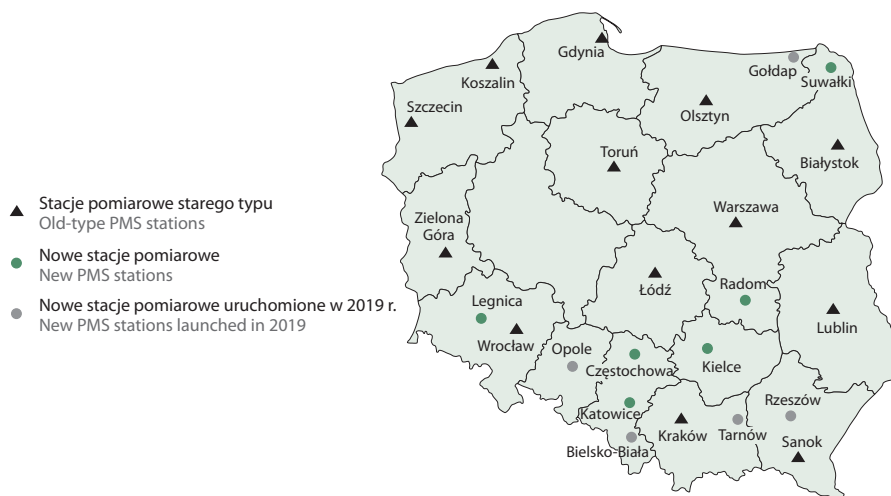 Stacje pomiarowe starego typu
Old-type PMS stations
Nowe stacje pomiarowe
New PMS stations
Nowe stacje pomiarowe uruchomione w 2019 r.
New PMS stations launched in 2019
Gdynia
Koszalin
Gołdap
Suwałki
Szczecin
Olsztyn
Toruń
Białystok
Warszawa
Zielona
Góra
Łódź
Radom
Legnica
Lublin
Wrocław
Opole
Częstochowa
Kielce
Katowice
Rzeszów
Kraków
Tarnów
Bielsko-Biała
Sanok